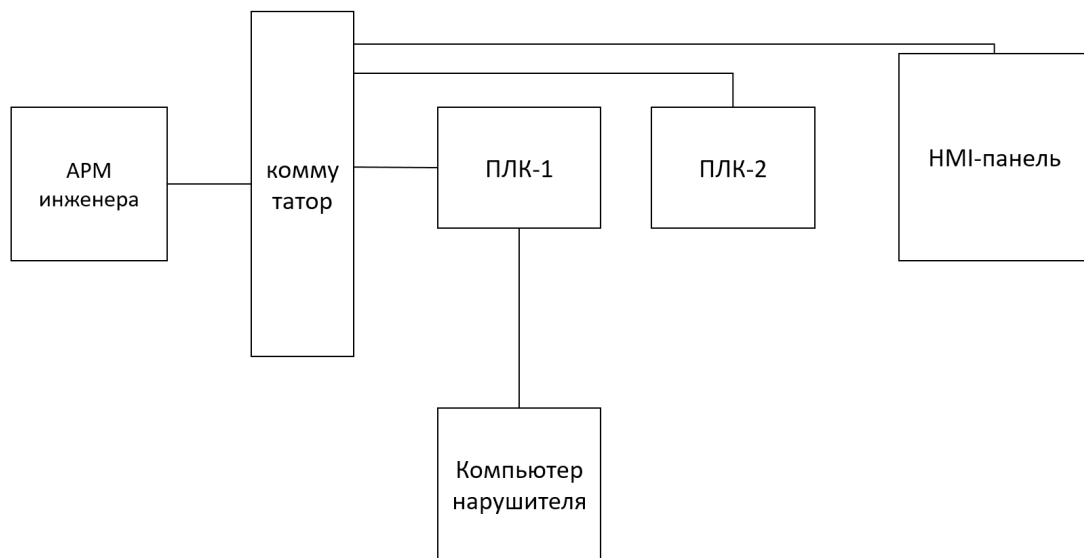 АРМ
инженера
комму
татор
ПЛК-1
ПЛК-2
HMI-панель
Компьютер
нарушителя